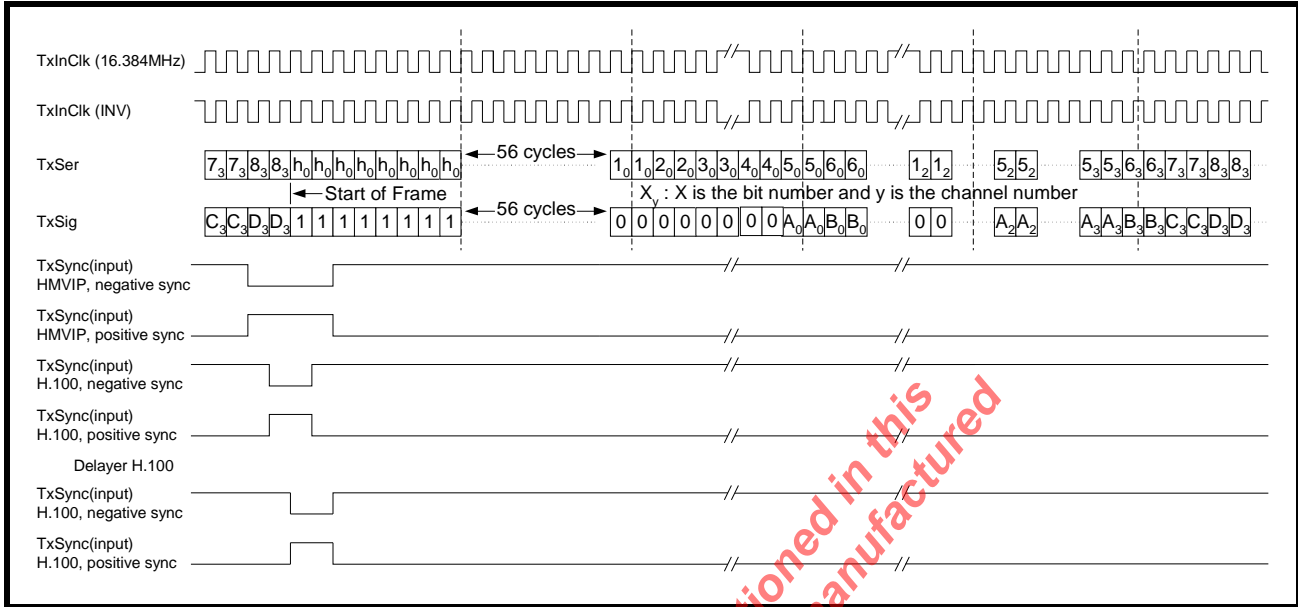 TxInClk (16.384MHz)
TxInClk (INV)
TxSer 7₃ 7₃ 8₃ 8₃ h₀ h₀ h₀ h₀ h₀ h₀ h₀ h₀ 56 cycles 1₀ 1₀ 2₀ 2₀ 3₀ 3₀ 4₀ 4₀ 5₀ 5₀ 6₀ 6₀ 1₂ 1₂ 5₂ 5₂ 5₃ 5₃ 6₃ 6₃ 7₃ 7₃ 8₃ 8₃
Start of Frame Xᵧ : X is the bit number and y is the channel number
TxSig C₃ C₃ D₃ D₃ 1 1 1 1 1 1 1 1 56 cycles 0 0 0 0 0 0 0 0 A₀ A₀ B₀ B₀ 0 0 A₂ A₂ A₃ A₃ B₃ B₃ C₃ C₃ D₃ D₃
TxSync(input)
HMVIP, negative sync
TxSync(input)
HMVIP, positive sync
TxSync(input)
H.100, negative sync
TxSync(input)
H.100, positive sync
Delayer H.100
TxSync(input)
H.100, negative sync
TxSync(input)
H.100, positive sync
tioned in this
anufactured